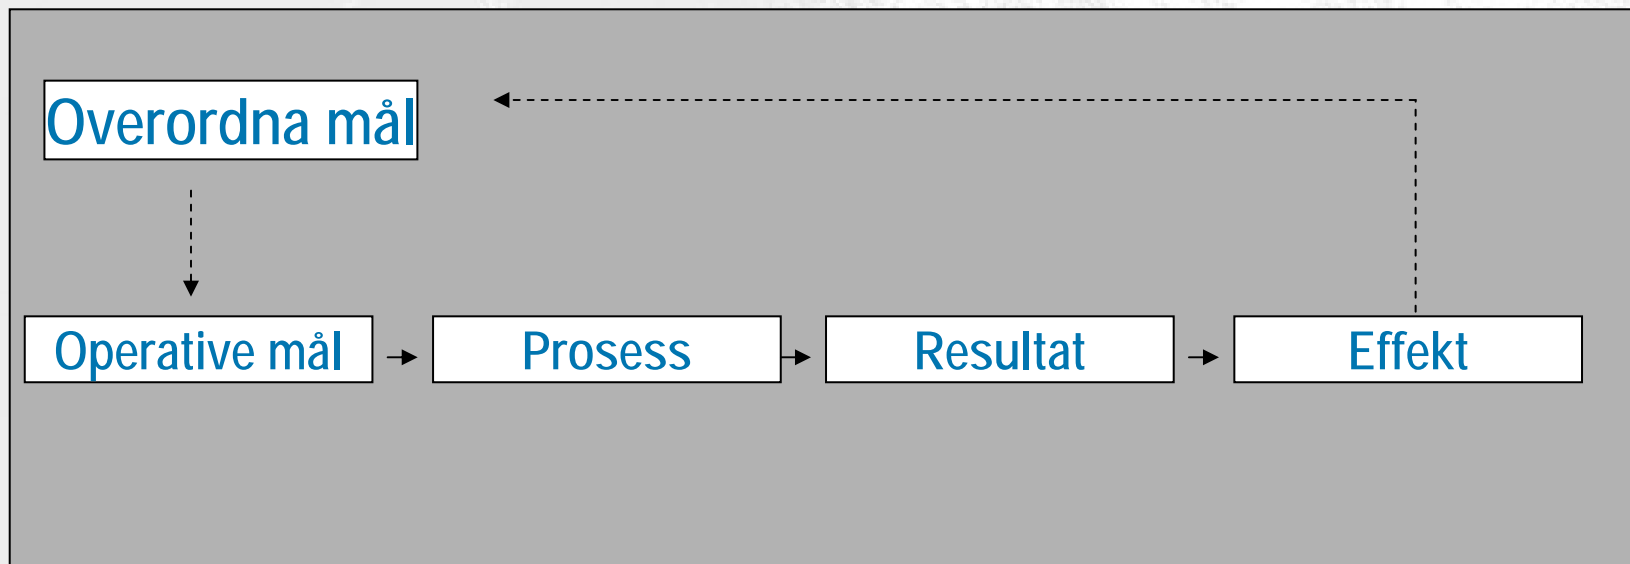 Overordna mål
Operative mål
Prosess
Resultat
Effekt